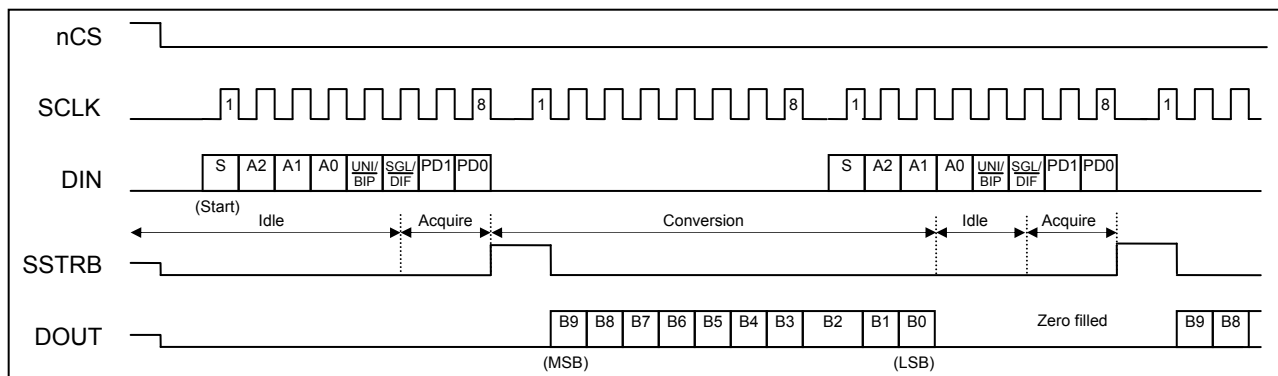 nCS
SCLK
1 8 1 8 1 8 1
DIN
S A2 A1 A0 UNI/BIP SGL/DIF PD1 PD0 S A2 A1 A0 UNI/BIP SGL/DIF PD1 PD0
(Start)
Idle Acquire Conversion Idle Acquire
SSTRB
DOUT
B9 B8 B7 B6 B5 B4 B3 B2 B1 B0 Zero filled B9 B8
(MSB) (LSB)